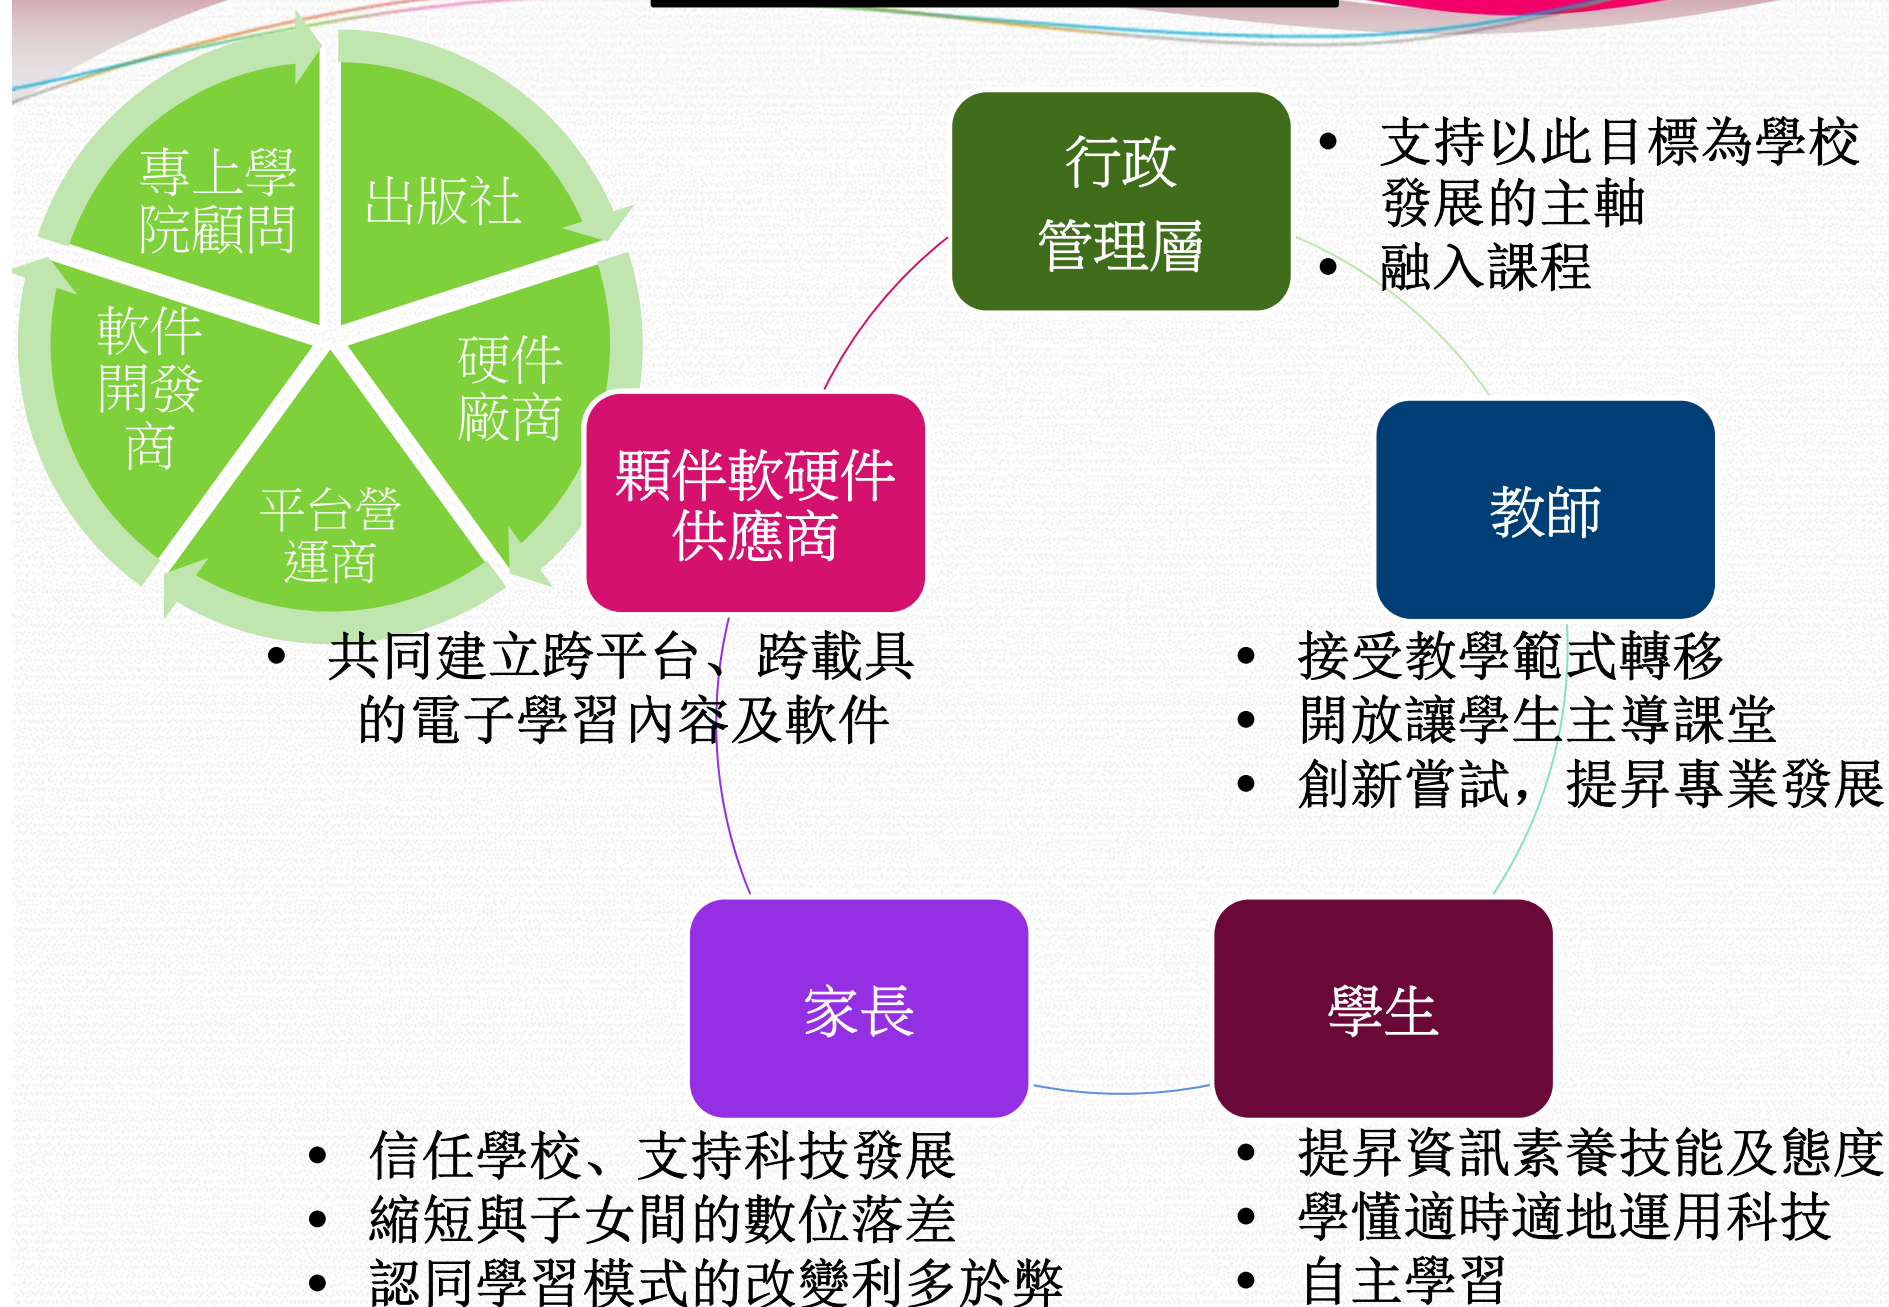 專上學
院顧問
出版社
軟件
開發
商
硬件
廠商
平台營
運商
行政
管理層
• 支持以此目標為學校
發展的主軸
• 融入課程
顆伴軟硬件
供應商
• 共同建立跨平台、跨載具
的電子學習內容及軟件
教師
• 接受教學範式轉移
• 開放讓學生主導課堂
• 創新嘗試，提昇專業發展
家長
• 信任學校、支持科技發展
• 縮短與子女間的數位落差
• 認同學習模式的改變利多於弊
學生
• 提昇資訊素養技能及態度
• 學懂適時適地運用科技
• 自主學習